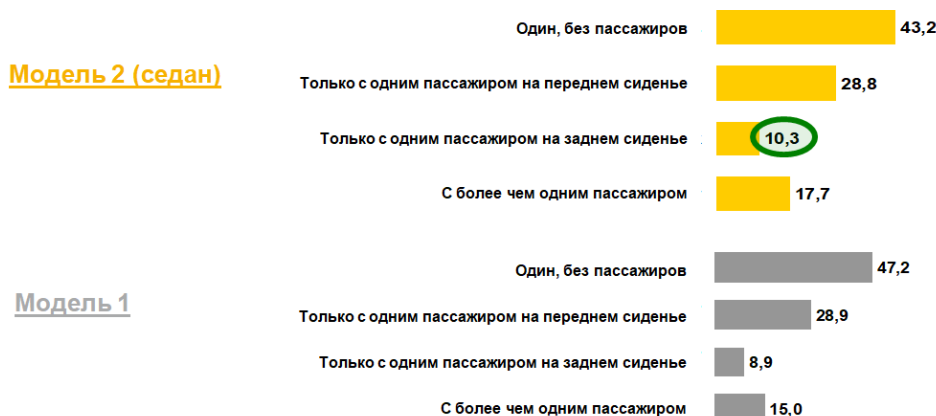 Один, без пассажиров 43,2
Модель 2 (седан)
Только с одним пассажиром на переднем сиденье 28,8
Только с одним пассажиром на заднем сиденье 10,3
С более чем одним пассажиром 17,7
Один, без пассажиров 47,2
Модель 1
Только с одним пассажиром на переднем сиденье 28,9
Только с одним пассажиром на заднем сиденье 8,9
С более чем одним пассажиром 15,0